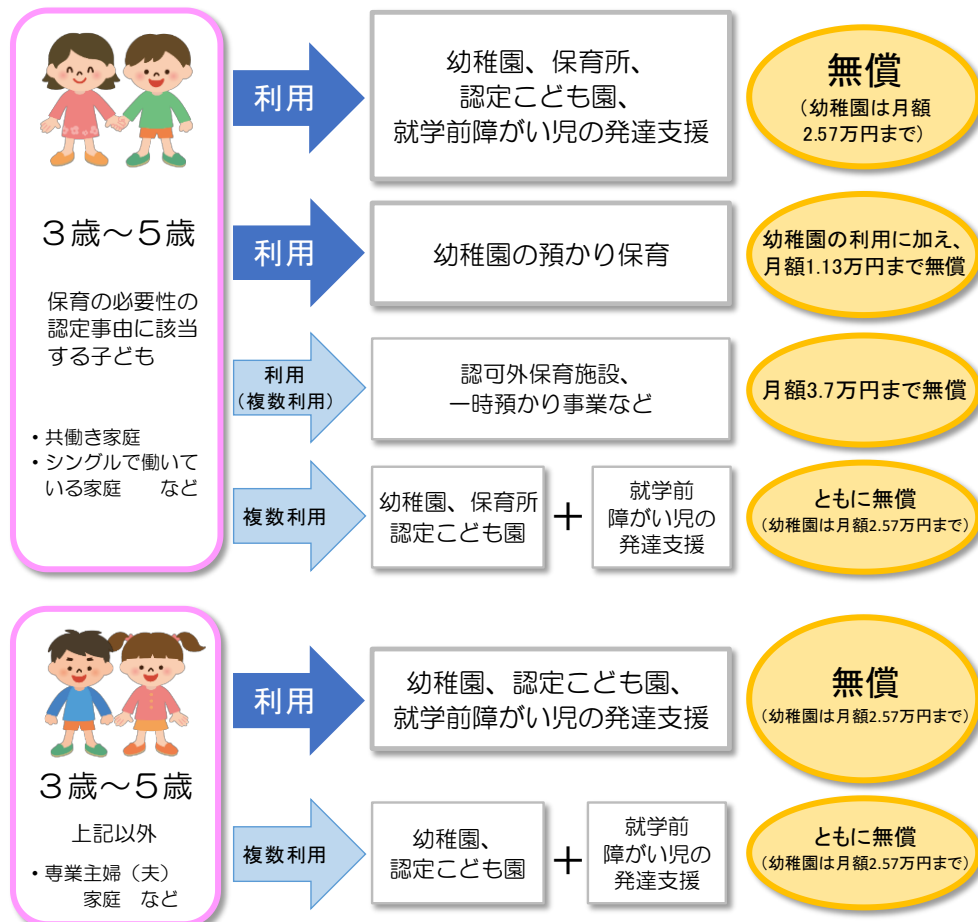 3歳～5歳
保育の必要性の
認定事由に該当
する子ども
・共働き家庭
・シングルで働いて
いる家庭 など
利用
幼稚園、保育所、
認定こども園、
就学前障がい児の発達支援
無償
（幼稚園は月額
2.57万円まで）
利用
幼稚園の預かり保育
幼稚園の利用に加え、
月額1.13万円まで無償
利用
（複数利用）
認可外保育施設、
一時預かり事業など
月額3.7万円まで無償
複数利用
幼稚園、保育所
認定こども園
＋
就学前
障がい児の
発達支援
ともに無償
（幼稚園は月額2.57万円まで）
3歳～5歳
上記以外
・専業主婦（夫）
家庭 など
利用
幼稚園、認定こども園、
就学前障がい児の発達支援
無償
（幼稚園は月額2.57万円まで）
複数利用
幼稚園、
認定こども園
＋
就学前
障がい児の
発達支援
ともに無償
（幼稚園は月額2.57万円まで）